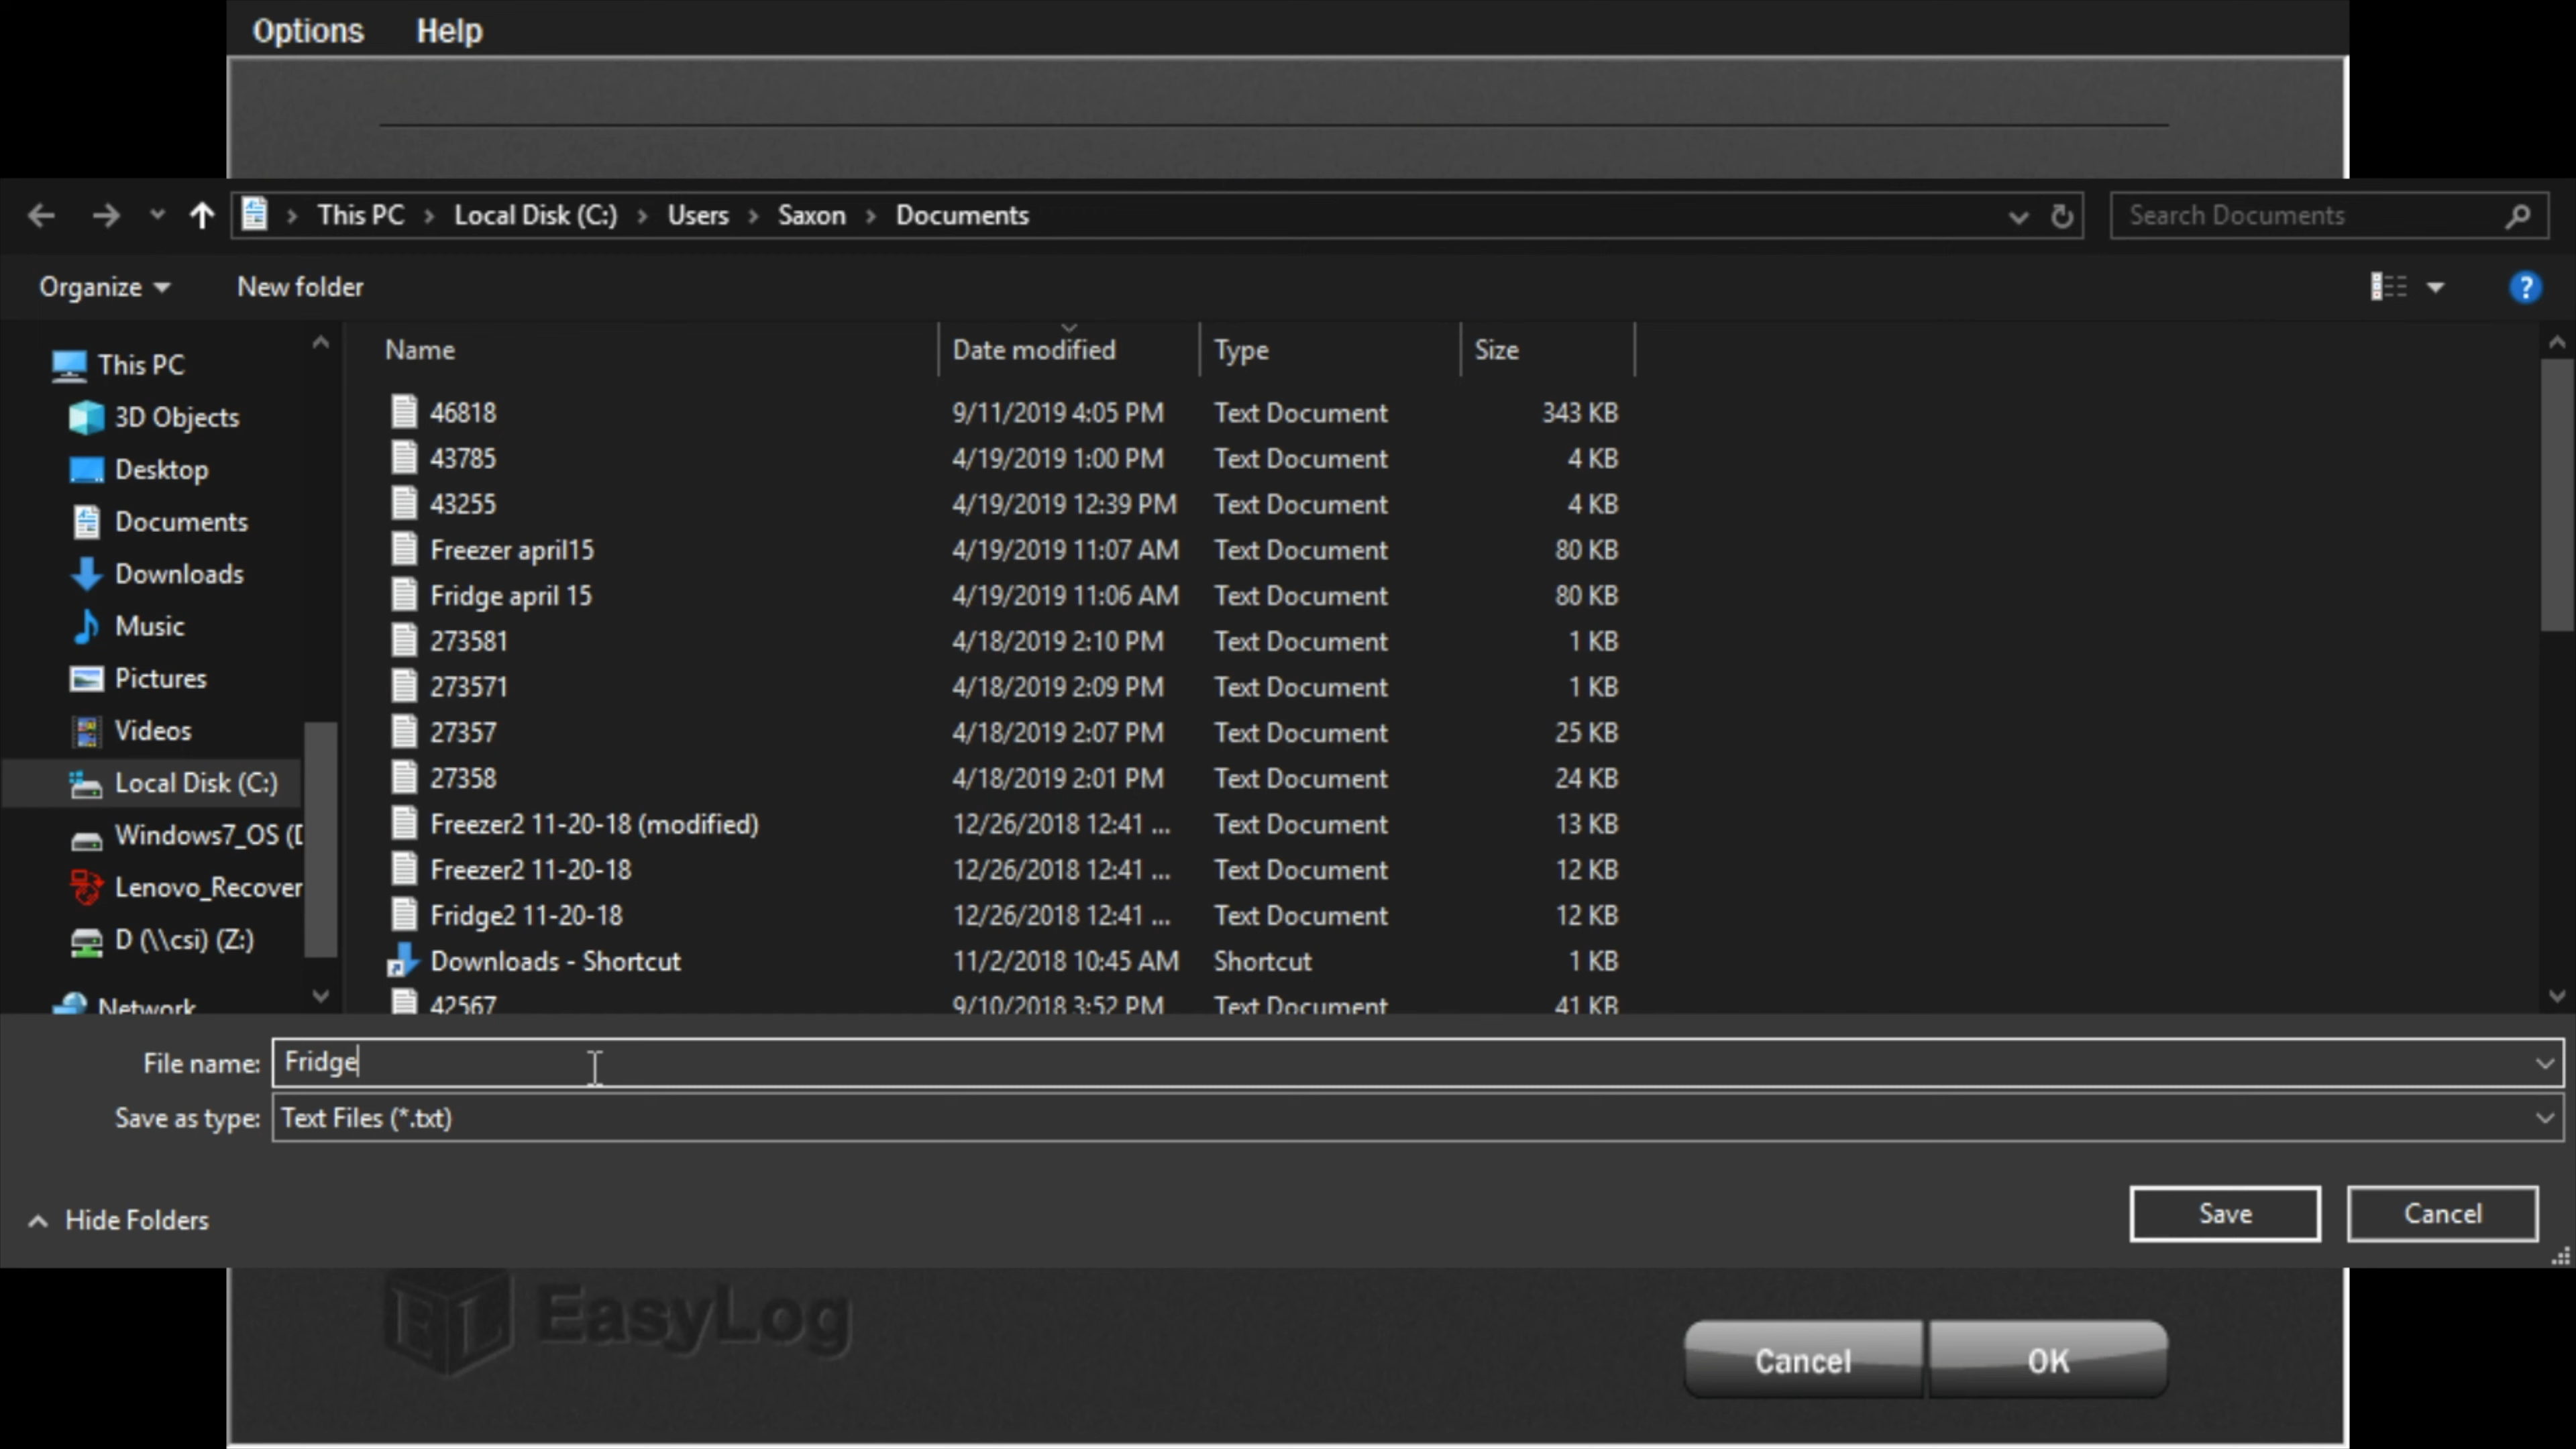 Options Help
This PC > Local Disk (C:) > Users > Saxon > Documents
Search Documents
Organize New folder
?
This PC
3D Objects
Desktop
Documents
Downloads
Music
Pictures
Videos
Local Disk (C:)
Windows7_OS (D
Lenovo_Recover
D (\\csi) (Z:)
Network
Name Date modified Type Size
46818 9/11/2019 4:05 PM Text Document 343 KB
43785 4/19/2019 1:00 PM Text Document 4 KB
43255 4/19/2019 12:39 PM Text Document 4 KB
Freezer april15 4/19/2019 11:07 AM Text Document 80 KB
Fridge april 15 4/19/2019 11:06 AM Text Document 80 KB
273581 4/18/2019 2:10 PM Text Document 1 KB
273571 4/18/2019 2:09 PM Text Document 1 KB
27357 4/18/2019 2:07 PM Text Document 25 KB
27358 4/18/2019 2:01 PM Text Document 24 KB
Freezer2 11-20-18 (modified) 12/26/2018 12:41 ... Text Document 13 KB
Freezer2 11-20-18 12/26/2018 12:41 ... Text Document 12 KB
Fridge2 11-20-18 12/26/2018 12:41 ... Text Document 12 KB
Downloads - Shortcut 11/2/2018 10:45 AM Shortcut 1 KB
42567 9/10/2018 3:52 PM Text Document 41 KB
File name: Fridge
Save as type: Text Files (*.txt)
Hide Folders
Save Cancel
EL EasyLog
Cancel OK